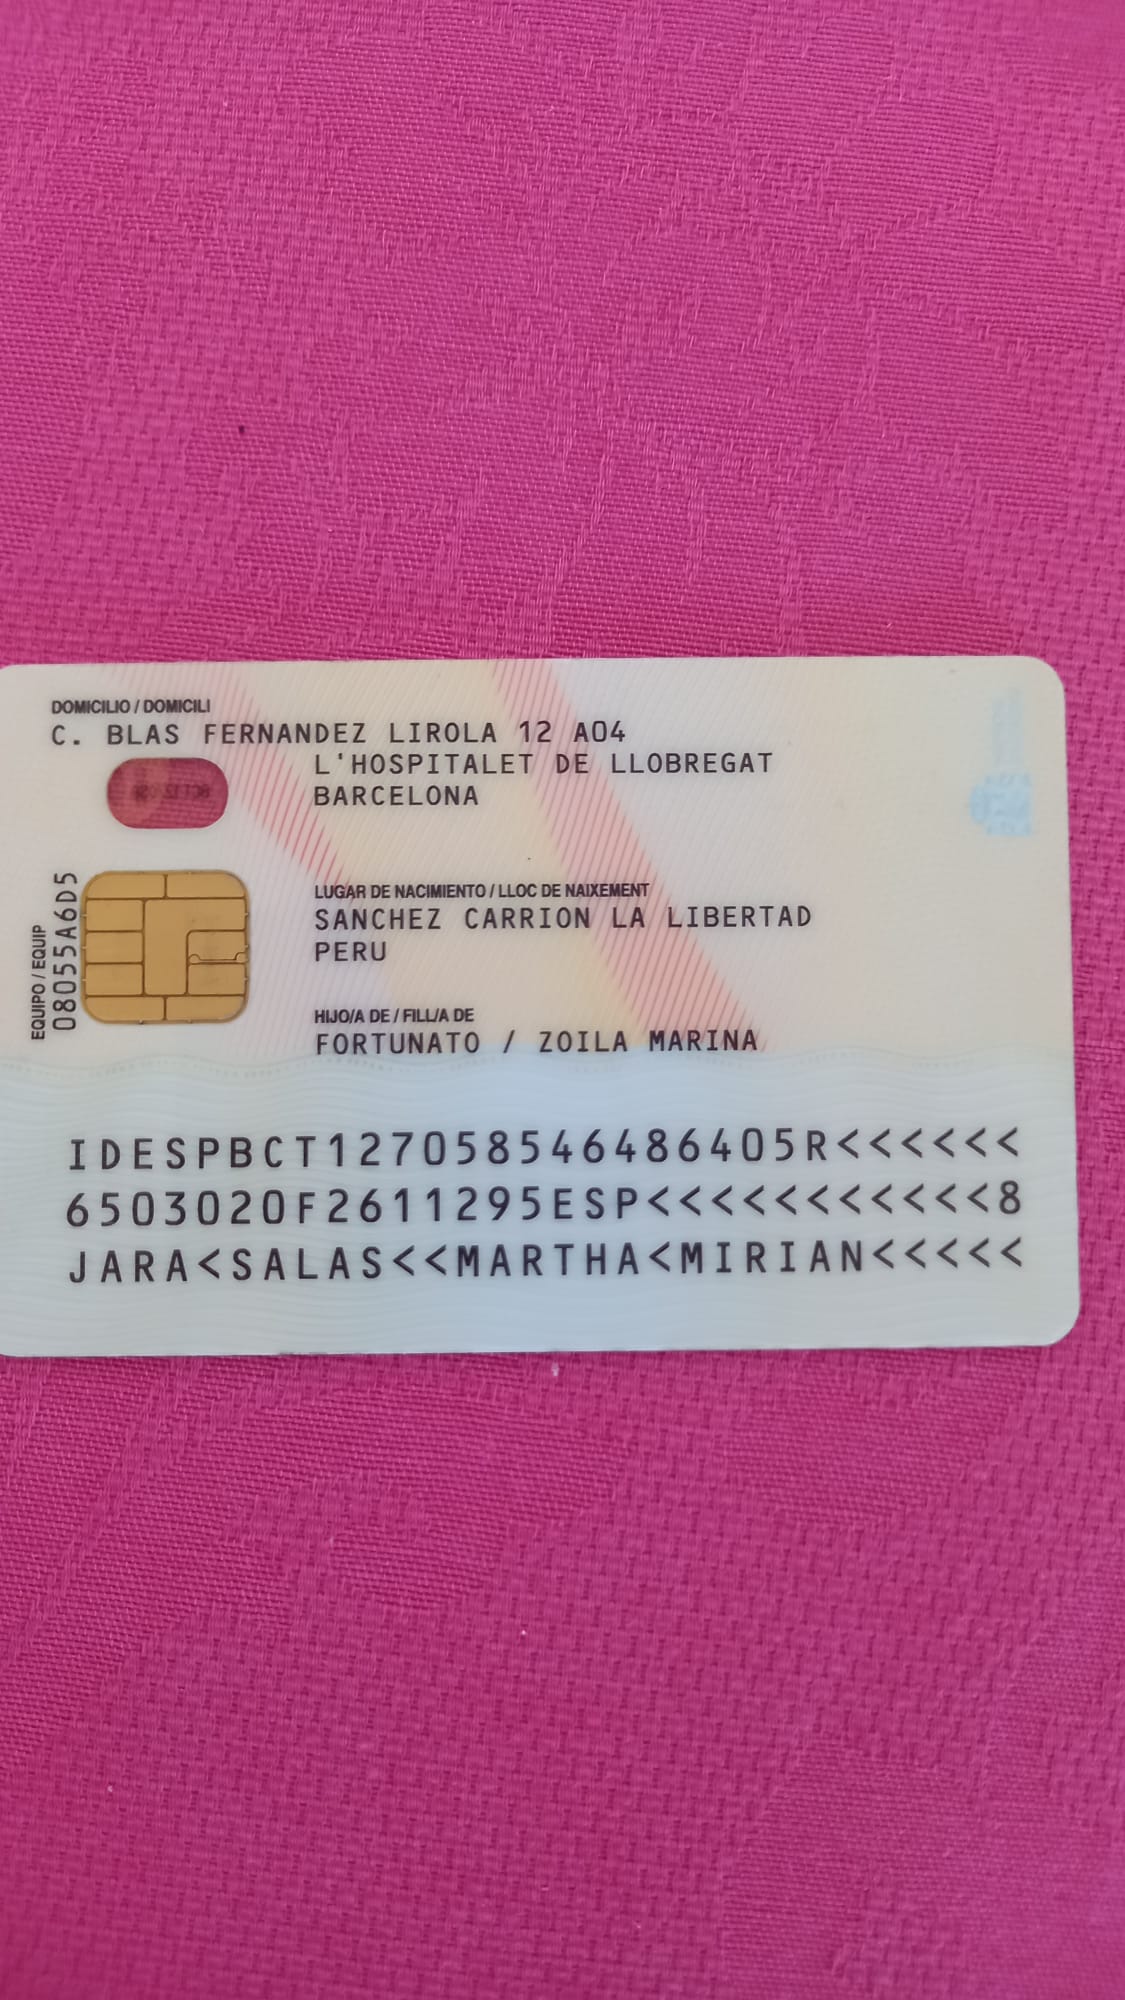 DOMICILIO / DOMICILI
C. BLAS FERNANDEZ LIROLA 12 A04
L'HOSPITALET DE LLOBREGAT
BARCELONA
LUGAR DE NACIMIENTO / LLOC DE NAIXEMENT
SANCHEZ CARRION LA LIBERTAD
PERU
HIJO/A DE / FILL/A DE
FORTUNATO / ZOILA MARINA
EQUIPO / EQUIP
08055A6D5
IDESPBCT127058546486405R<<<<<<
6503020F2611295ESP<<<<<<<<<<<8
JARA<SALAS<<MARTHA<MIRIAN<<<<<